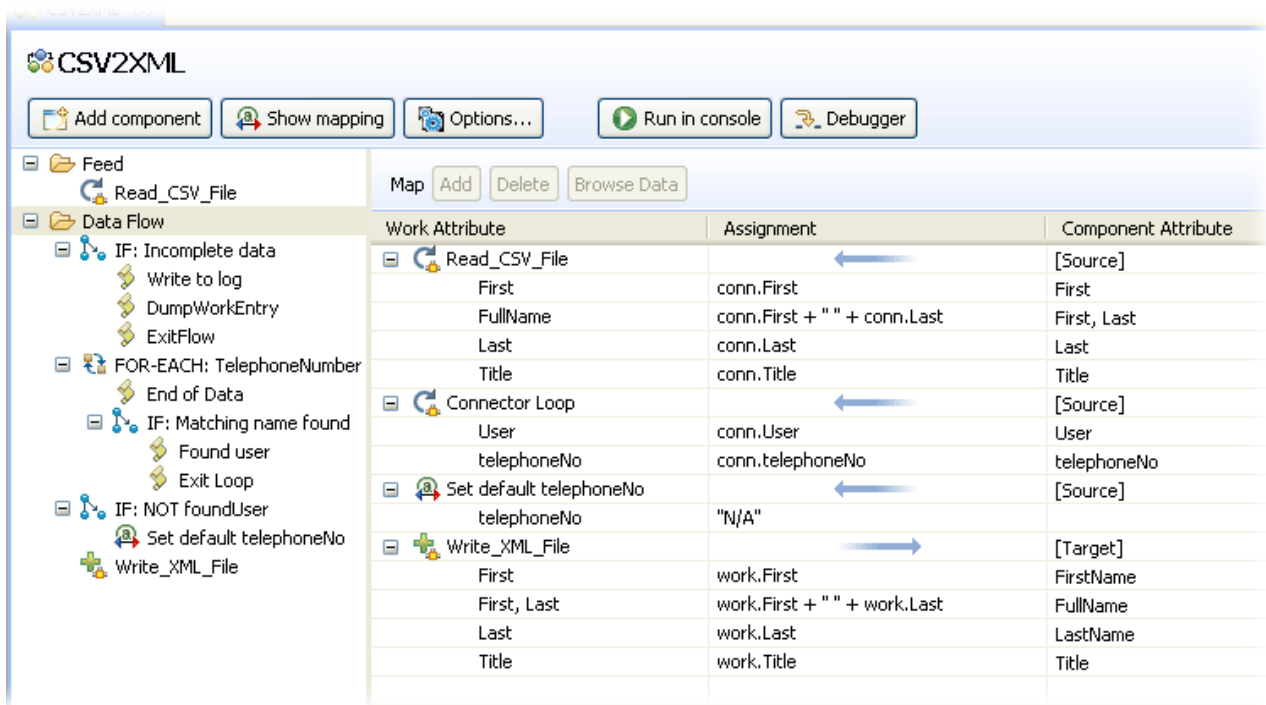 CSV2XML
Add component Show mapping Options... Run in console Debugger
Feed
Read_CSV_File
Data Flow
IF: Incomplete data
Write to log
DumpWorkEntry
ExitFlow
FOR-EACH: TelephoneNumber
End of Data
IF: Matching name found
Found user
Exit Loop
IF: NOT foundUser
Set default telephoneNo
Write_XML_File
Map Add Delete Browse Data
Work Attribute Assignment Component Attribute
Read_CSV_File [Source]
First conn.First First
FullName conn.First + " " + conn.Last First, Last
Last conn.Last Last
Title conn.Title Title
Connector Loop [Source]
User conn.User User
telephoneNo conn.telephoneNo telephoneNo
Set default telephoneNo [Source]
telephoneNo "N/A"
Write_XML_File [Target]
First work.First FirstName
First, Last work.First + " " + work.Last FullName
Last work.Last LastName
Title work.Title Title